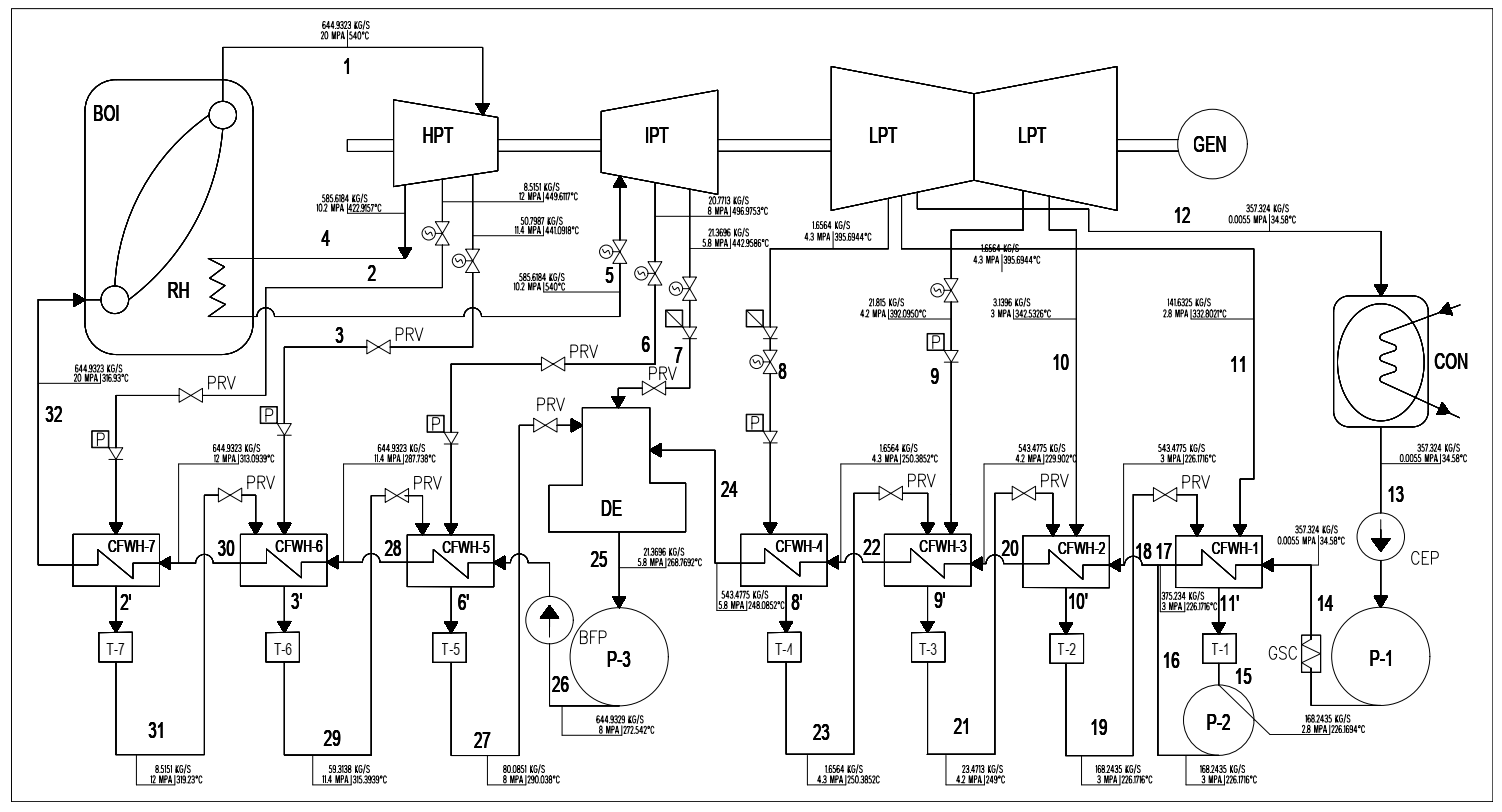 644.9323 KG/S
20 MPA 540°C
1
BOI
HPT
IPT
LPT
LPT
GEN
585.6184 KG/S
10.2 MPA 422.9157°C
8.5151 KG/S
12 MPA 449.6117°C
50.7987 KG/S
11.4 MPA 441.0918°C
20.7713 KG/S
8 MPA 496.9753°C
21.3696 KG/S
5.8 MPA 442.9586°C
1.6564 KG/S
4.3 MPA 395.6944°C
12
357.324 KG/S
0.0055 MPA 34.58°C
4
2
RH
S
S
5
S
S
S
S
585.6184 KG/S
10.2 MPA 540°C
1.6564 KG/S
4.3 MPA 395.6944°C
21.815 KG/S
4.2 MPA 392.0950°C
3.1396 KG/S
3 MPA 342.5326°C
141.6325 KG/S
2.8 MPA 332.8021°C
3
PRV
6
7
PRV
PRV
8
S
P
9
10
11
CON
644.9323 KG/S
20 MPA 316.93°C
32
PRV
P
P
P
PRV
P
644.9323 KG/S
12 MPA 313.0939°C
644.9323 KG/S
11.4 MPA 287.738°C
1.6564 KG/S
4.3 MPA 250.3852°C
543.4775 KG/S
4.2 MPA 229.902°C
543.4775 KG/S
3 MPA 226.1716°C
357.324 KG/S
0.0055 MPA 34.58°C
PRV
PRV
DE
24
PRV
PRV
PRV
13
CFWH-7
30
CFWH-6
28
CFWH-5
25
21.3696 KG/S
5.8 MPA 268.7692°C
CFWH-4
22
CFWH-3
20
CFWH-2
18
17
CFWH-1
357.324 KG/S
0.0055 MPA 34.58°C
CEP
2'
3'
6'
543.4775 KG/S
5.8 MPA 248.0852°C
8'
9'
10'
375.234 KG/S
3 MPA 226.1716°C
11'
14
T-7
T-6
T-5
BFP
P-3
T-4
T-3
T-2
16
T-1
GSC
P-1
26
15
P-2
31
29
27
644.9329 KG/S
8 MPA 272.542°C
23
21
19
168.2435 KG/S
2.8 MPA 226.1694°C
8.5151 KG/S
12 MPA 319.23°C
59.3138 KG/S
11.4 MPA 315.3939°C
80.0851 KG/S
8 MPA 290.038°C
1.6564 KG/S
4.3 MPA 250.3852C
23.4713 KG/S
4.2 MPA 249°C
168.2435 KG/S
3 MPA 226.1716°C
168.2435 KG/S
3 MPA 226.1716°C